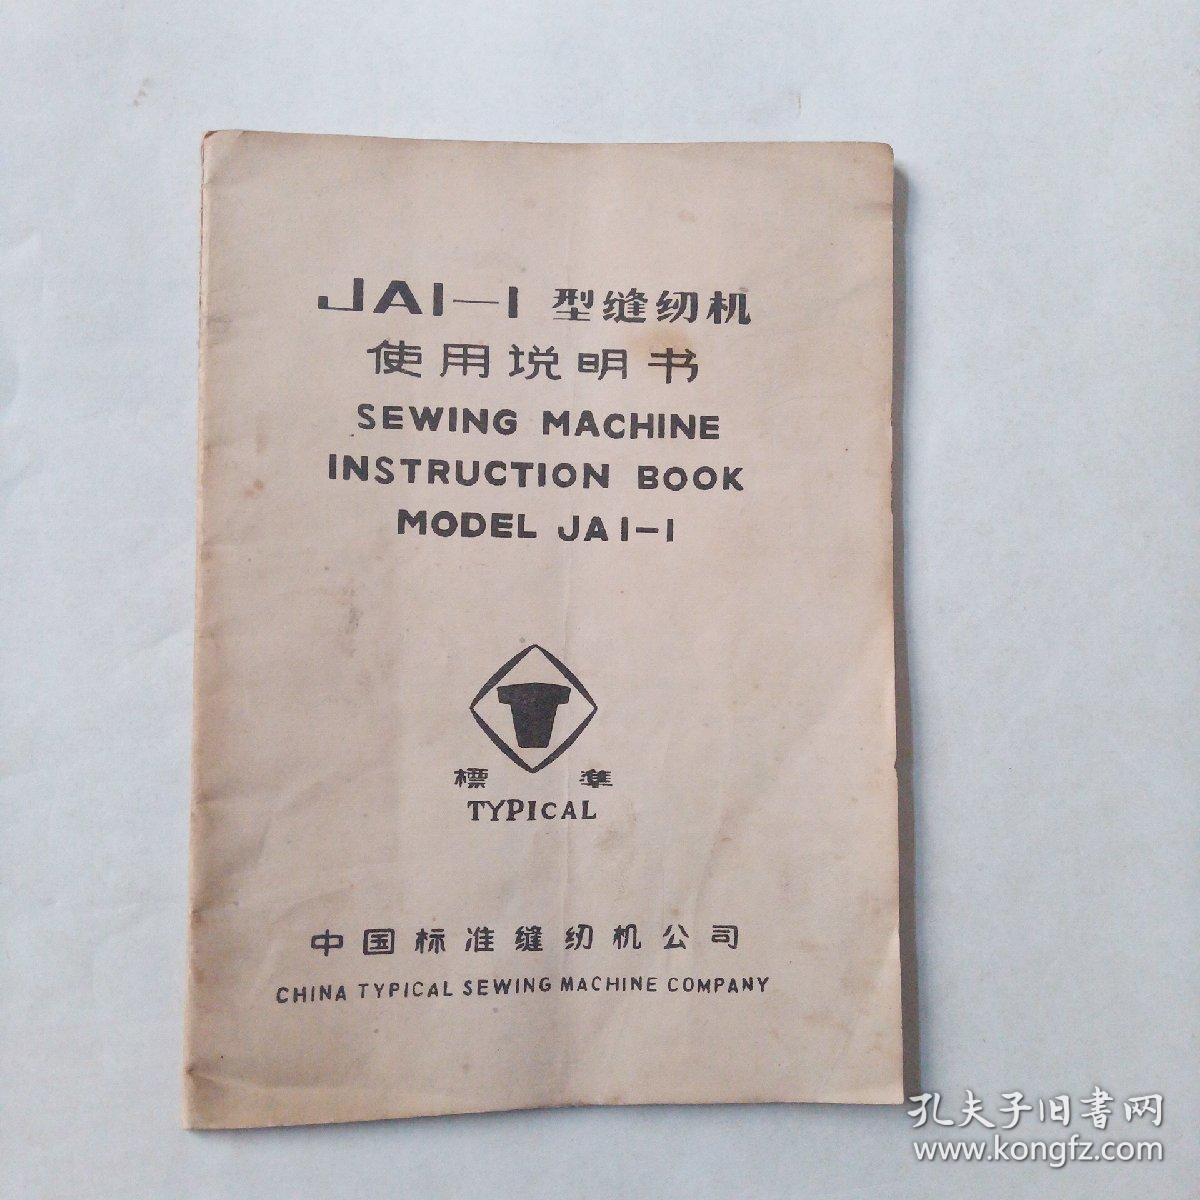 JA1—1 型缝纫机
使用说明书
SEWING MACHINE
INSTRUCTION BOOK
MODEL JA1-1
標 準
TYPICAL
中国标准缝纫机公司
CHINA TYPICAL SEWING MACHINE COMPANY
孔夫子旧書网
www.kongfz.com